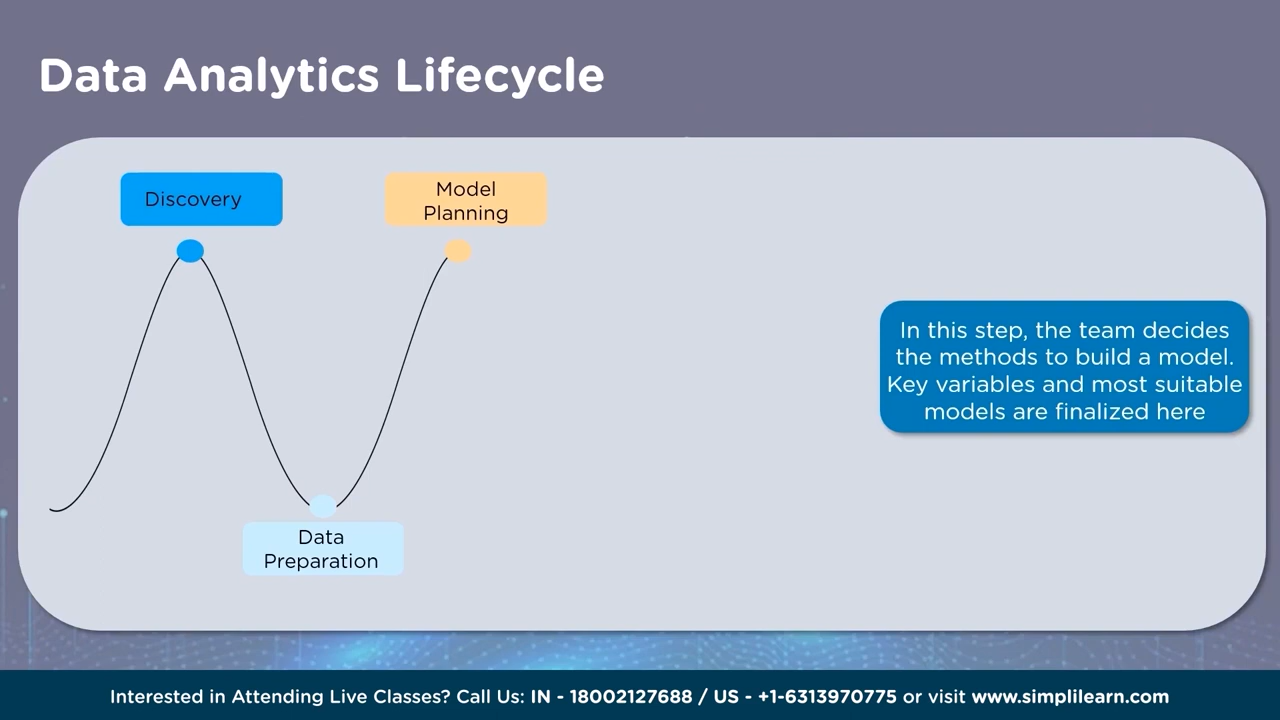 Data Analytics Lifecycle
Discovery
Model
Planning
In this step, the team decides
the methods to build a model.
Key variables and most suitable
models are finalized here
Data
Preparation
Interested in Attending Live Classes? Call Us: IN - 18002127688 / US - +1-6313970775 or visit www.simplilearn.com